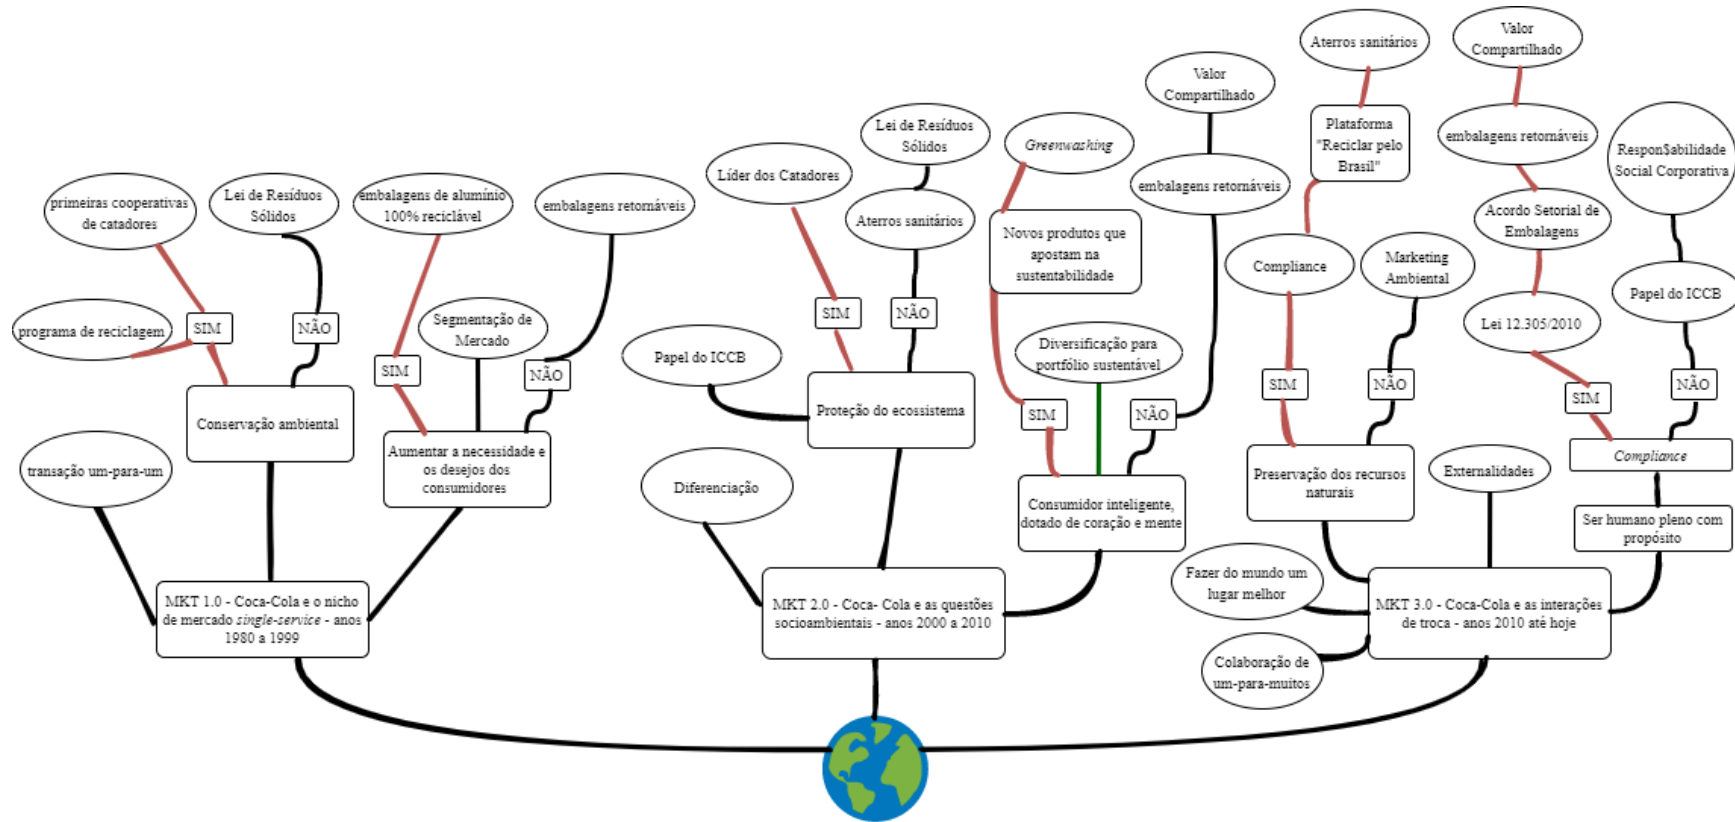 primeiras cooperativas
de catadores
Lei de Resíduos
Sólidos
programa de reciclagem
SIM
NÃO
Conservação ambiental
transação um-para-um
embalagens de alumínio
100% reciclável
embalagens retornáveis
Segmentação de
Mercado
SIM
NÃO
Aumentar a necessidade e
os desejos dos
consumidores
MKT 1.0 - Coca-Cola e o nicho
de mercado single-service - anos
1980 a 1999
Líder dos Catadores
Lei de Resíduos
Sólidos
Aterros sanitários
SIM
NÃO
Papel do ICCB
Proteção do ecossistema
Diferenciação
Greenwashing
Novos produtos que
apostam na
sustentabilidade
Valor
Compartilhado
embalagens retornáveis
Diversificação para
portfólio sustentável
SIM
NÃO
Consumidor inteligente,
dotado de coração e mente
MKT 2.0 - Coca- Cola e as questões
socioambientais - anos 2000 a 2010
Aterros sanitários
Plataforma
"Reciclar pelo
Brasil"
Compliance
Marketing
Ambiental
SIM
NÃO
Preservação dos recursos
naturais
Externalidades
Fazer do mundo um
lugar melhor
Colaboração de
um-para-muitos
Valor
Compartilhado
embalagens retornáveis
Acordo Setorial de
Embalagens
Lei 12.305/2010
SIM
Respon$abilidade
Social Corporativa
Papel do ICCB
NÃO
Compliance
Ser humano pleno com
propósito
MKT 3.0 - Coca-Cola e as interações
de troca - anos 2010 até hoje